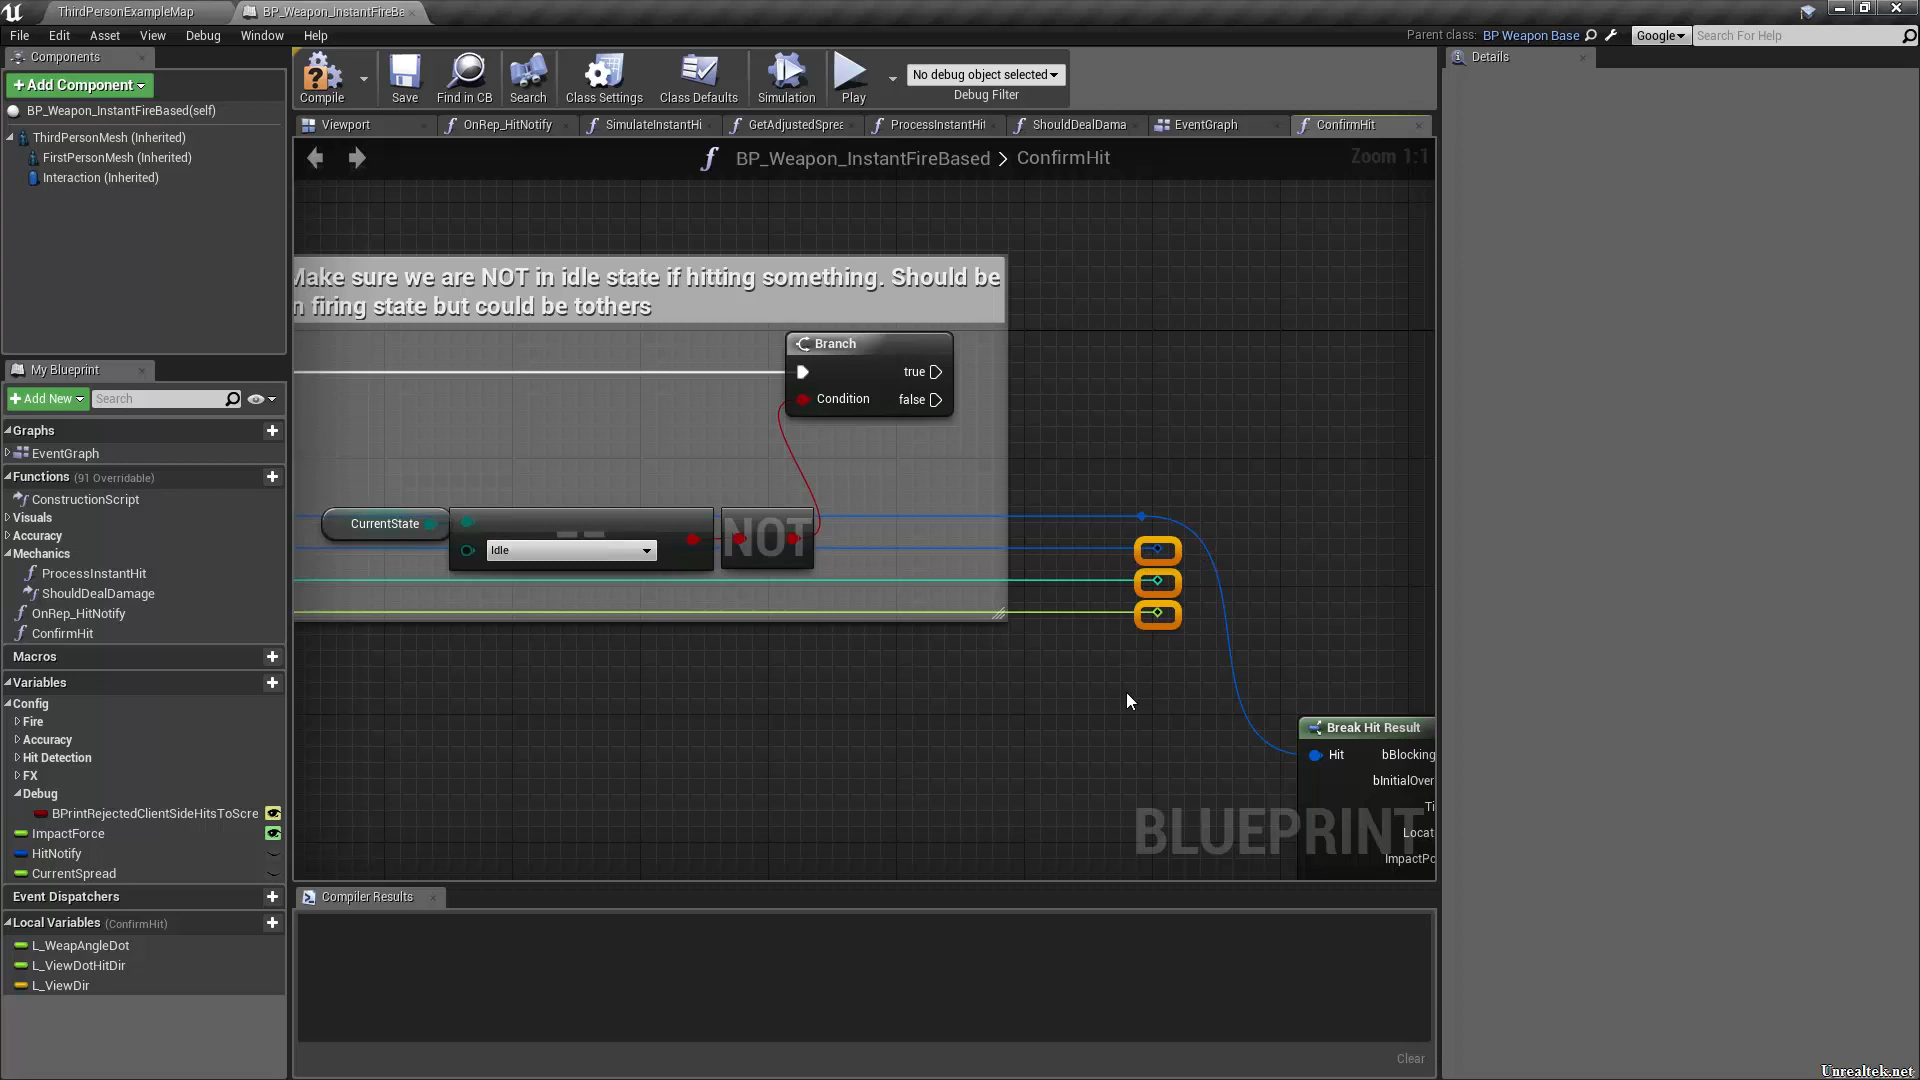 ThirdPersonExampleMap
BP_Weapon_InstantFireBa
File
Edit
Asset
View
Debug
Window
Help
Parent class: BP Weapon Base
Google
Search For Help
Components
+Add Component
BP_Weapon_InstantFireBased(self)
ThirdPersonMesh (Inherited)
FirstPersonMesh (Inherited)
Interaction (Inherited)
Compile
Save
Find in CB
Search
Class Settings
Class Defaults
Simulation
Play
No debug object selected
Debug Filter
Details
Viewport
OnRep_HitNotify
SimulateInstantHi
GetAdjustedSprea
ProcessInstantHit
ShouldDealDama
EventGraph
ConfirmHit
BP_Weapon_InstantFireBased > ConfirmHit
Zoom 1:1
Make sure we are NOT in idle state if hitting something. Should be
n firing state but could be tothers
Branch
true
Condition
false
CurrentState
==
Idle
NOT
Break Hit Result
Hit
bBlocking
bInitialOver
Ti
Locat
ImpactPo
BLUEPRINT
My Blueprint
+Add New
Search
Graphs
EventGraph
Functions (91 Overridable)
ConstructionScript
Visuals
Accuracy
Mechanics
ProcessInstantHit
ShouldDealDamage
OnRep_HitNotify
ConfirmHit
Macros
Variables
Config
Fire
Accuracy
Hit Detection
FX
Debug
BPrintRejectedClientSideHitsToScre
ImpactForce
HitNotify
CurrentSpread
Event Dispatchers
Local Variables (ConfirmHit)
L_WeapAngleDot
L_ViewDotHitDir
L_ViewDir
Compiler Results
Clear
Unrealtek.net